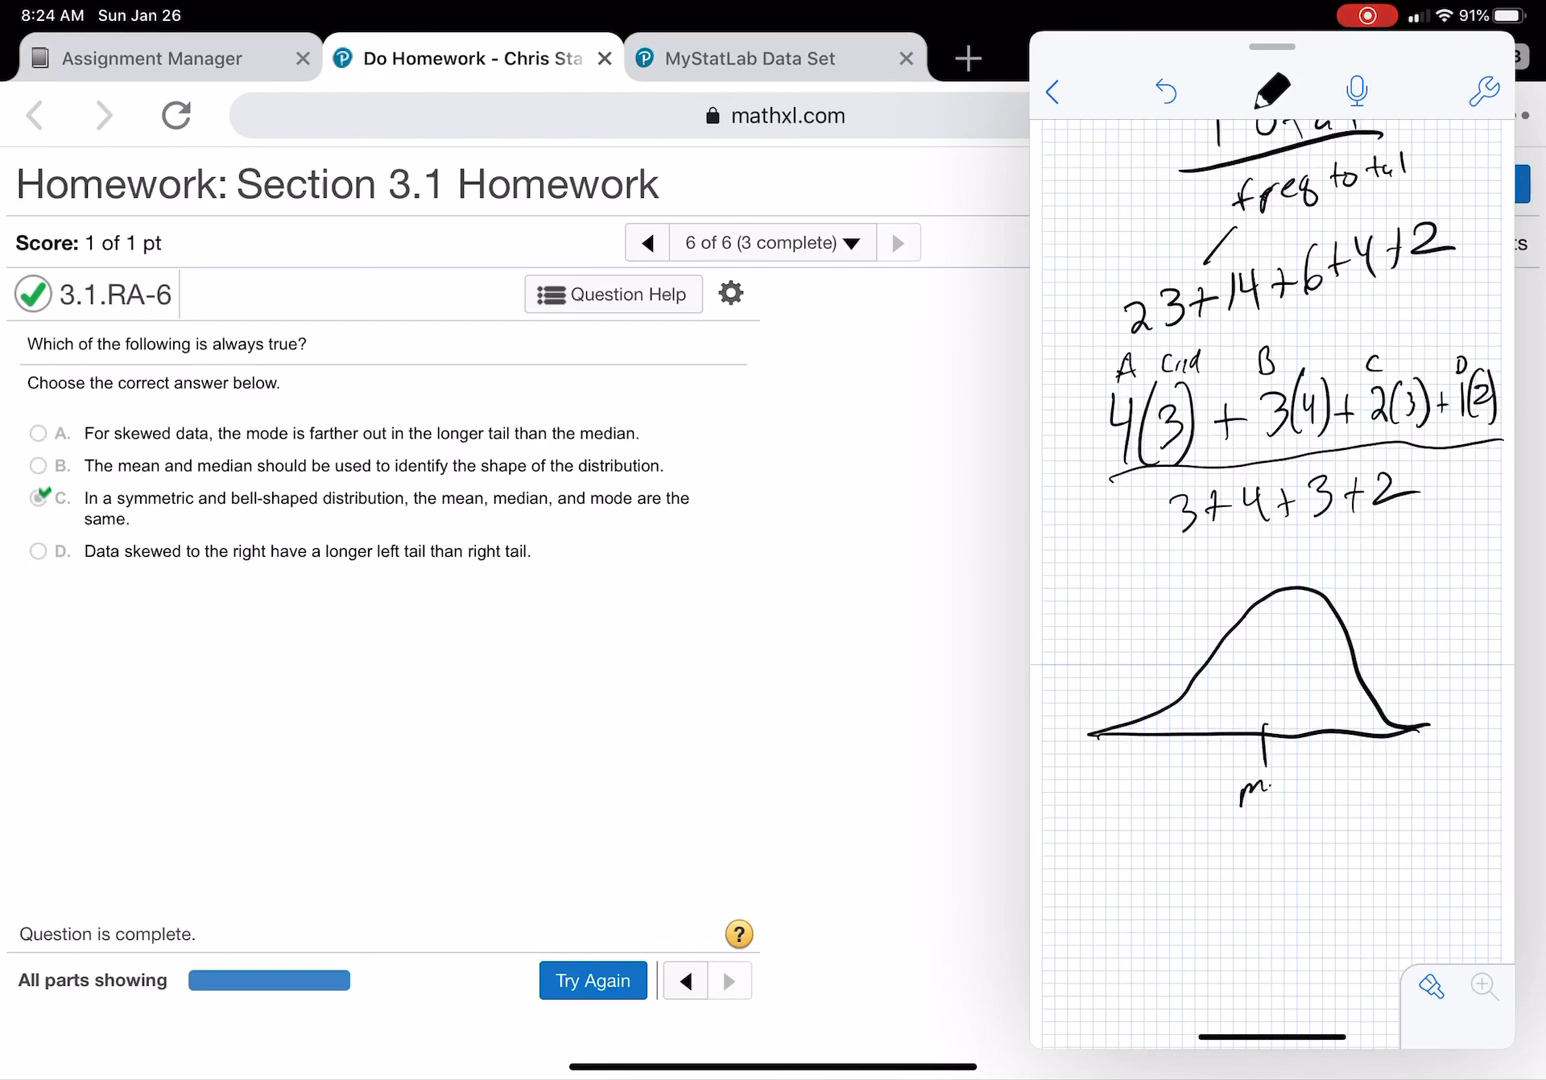 8:24 AM Sun Jan 26
91%
Assignment Manager
Do Homework - Chris Sta
MyStatLab Data Set
mathxl.com
Homework: Section 3.1 Homework
Score: 1 of 1 pt
6 of 6 (3 complete)
3.1.RA-6
Question Help
Which of the following is always true?
Choose the correct answer below.
A. For skewed data, the mode is farther out in the longer tail than the median.
B. The mean and median should be used to identify the shape of the distribution.
C. In a symmetric and bell-shaped distribution, the mean, median, and mode are the
same.
D. Data skewed to the right have a longer left tail than right tail.
Question is complete.
?
All parts showing
Try Again
freq total
23+14+6+4+2
A B C D
4(3) + 3(4) + 2(3) + 1(2)
3+4+3+2
m